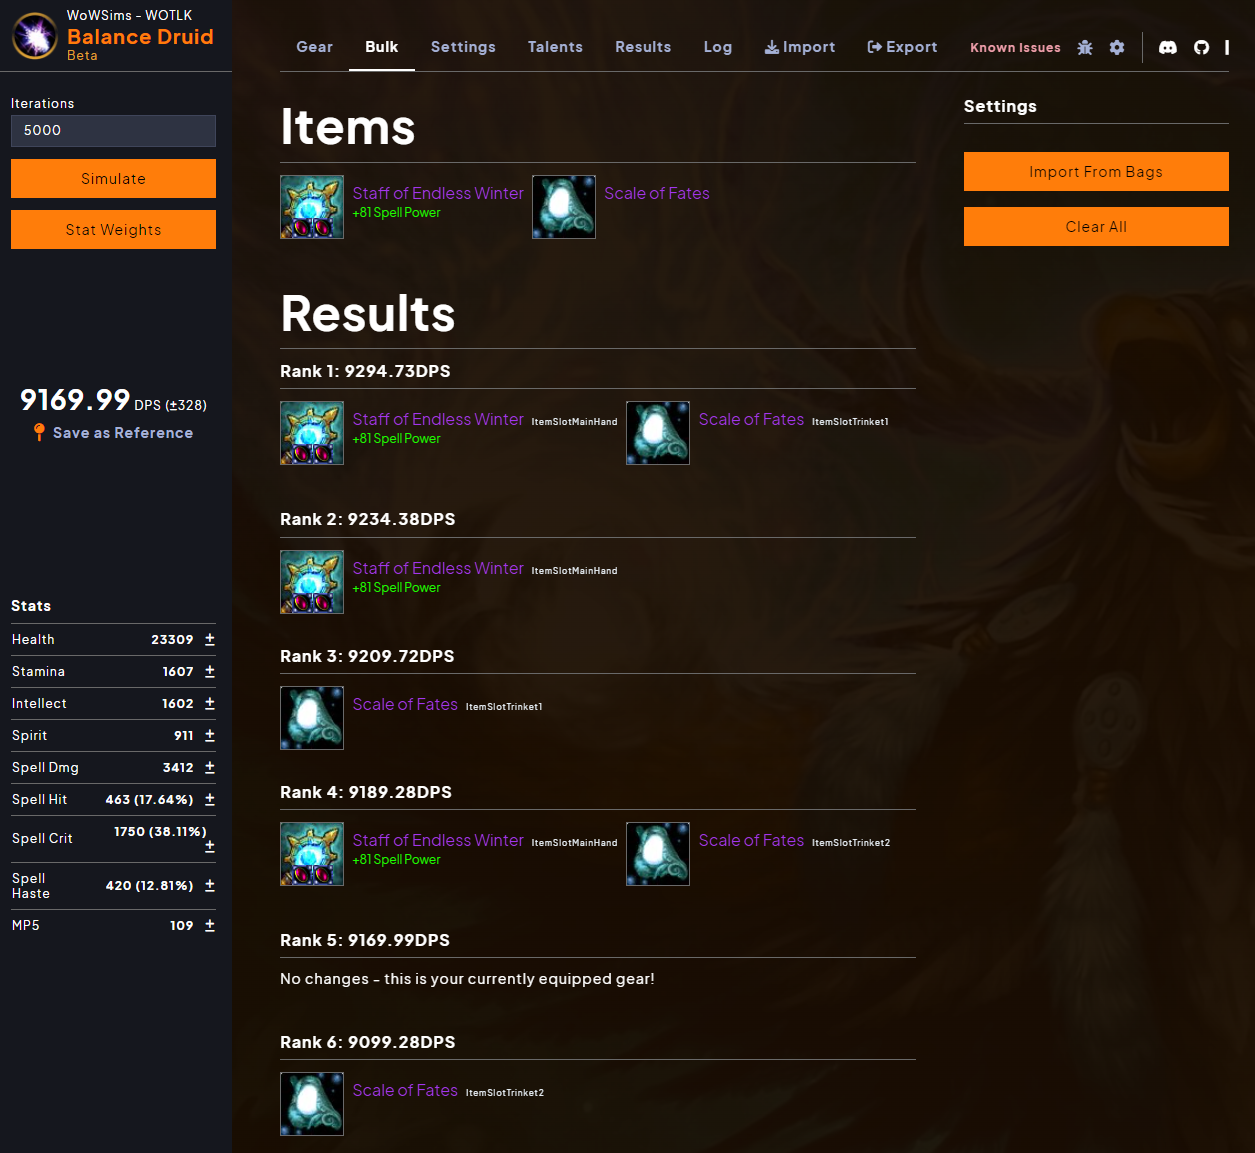 WoWSims - WOTLK
Balance Druid
Beta
Iterations
5000
Simulate
Stat Weights
9169.99 DPS (±328)
Save as Reference
Stats
Health 23309 ±
Stamina 1607 ±
Intellect 1602 ±
Spirit 911 ±
Spell Dmg 3412 ±
Spell Hit 463 (17.64%) ±
Spell Crit 1750 (38.11%) ±
Spell Haste 420 (12.81%) ±
MP5 109 ±
Gear Bulk Settings Talents Results Log Import Export Known Issues
Items
Staff of Endless Winter
+81 Spell Power
Scale of Fates
Results
Rank 1: 9294.73DPS
Staff of Endless Winter ItemSlotMainHand
+81 Spell Power
Scale of Fates ItemSlotTrinket1
Rank 2: 9234.38DPS
Staff of Endless Winter ItemSlotMainHand
+81 Spell Power
Rank 3: 9209.72DPS
Scale of Fates ItemSlotTrinket1
Rank 4: 9189.28DPS
Staff of Endless Winter ItemSlotMainHand
+81 Spell Power
Scale of Fates ItemSlotTrinket2
Rank 5: 9169.99DPS
No changes - this is your currently equipped gear!
Rank 6: 9099.28DPS
Scale of Fates ItemSlotTrinket2
Settings
Import From Bags
Clear All